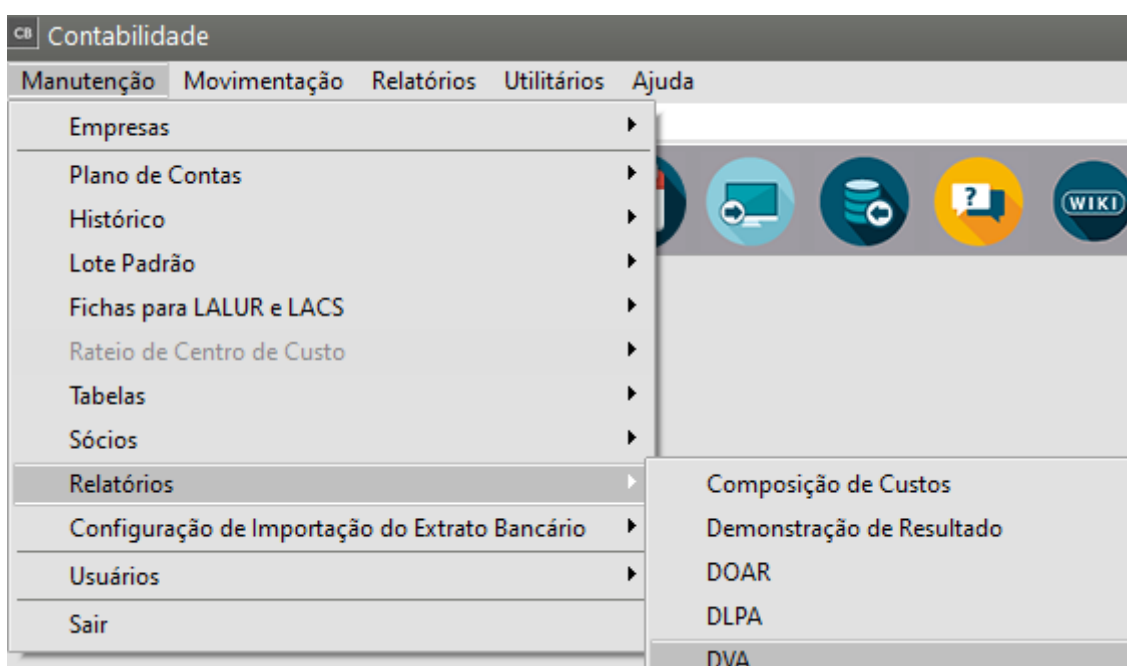 CB Contabilidade
Manutenção Movimentação Relatórios Utilitários Ajuda
Empresas
Plano de Contas
Histórico
Lote Padrão
Fichas para LALUR e LACS
Rateio de Centro de Custo
Tabelas
Sócios
Relatórios
Configuração de Importação do Extrato Bancário
Usuários
Sair
? WIKI
Composição de Custos
Demonstração de Resultado
DOAR
DLPA
DVA